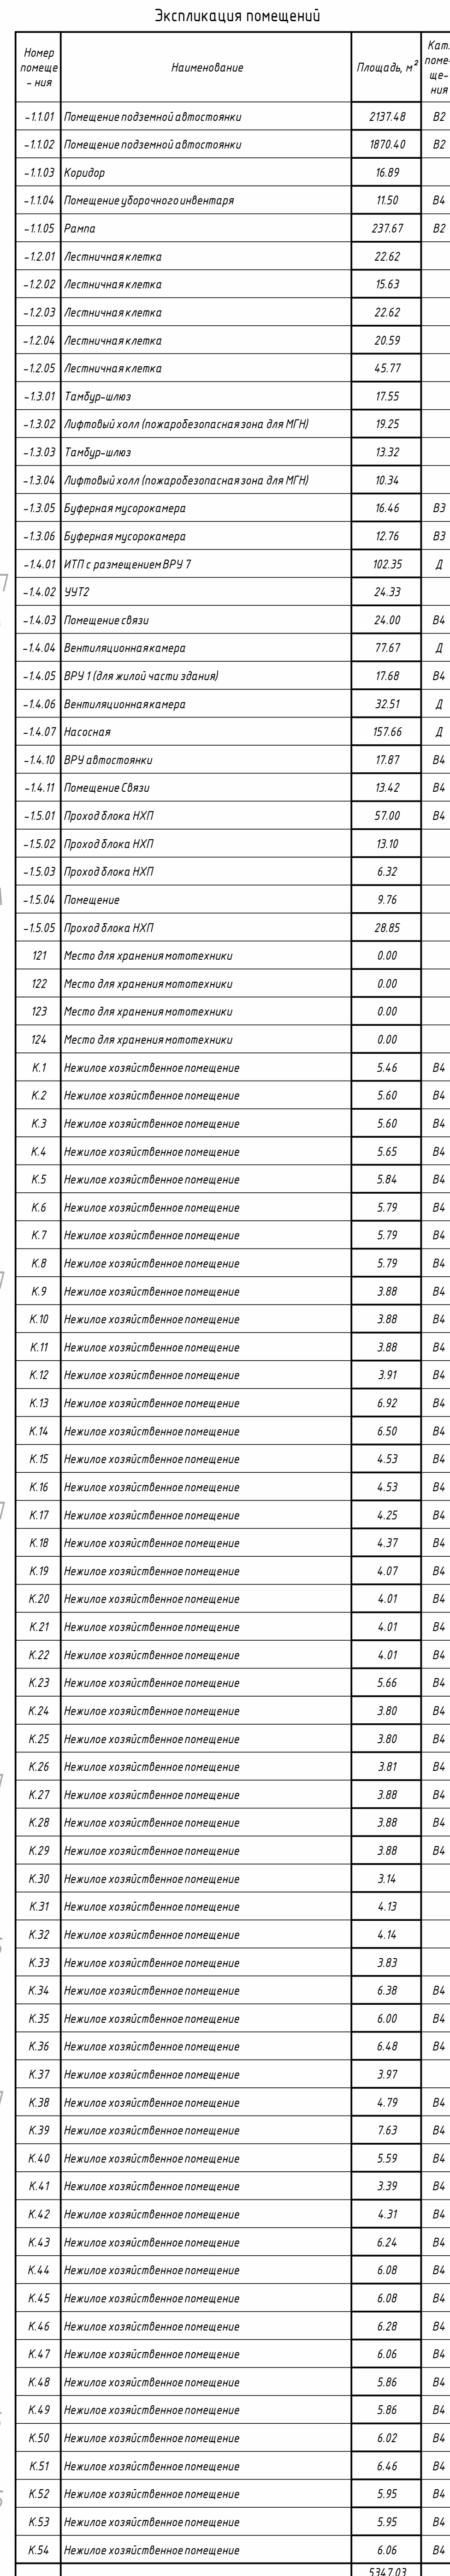 Экспликация помещений
Номер помеще - ния Наименование Площадь, м² Кат. поме- ще- ния
-1.1.01 Помещение подземной автостоянки 2137.48 В2
-1.1.02 Помещение подземной автостоянки 1870.40 В2
-1.1.03 Коридор 16.89
-1.1.04 Помещение уборочного инвентаря 11.50 В4
-1.1.05 Рампа 237.67 В2
-1.2.01 Лестничная клетка 22.62
-1.2.02 Лестничная клетка 15.63
-1.2.03 Лестничная клетка 22.62
-1.2.04 Лестничная клетка 20.59
-1.2.05 Лестничная клетка 45.77
-1.3.01 Тамбур-шлюз 17.55
-1.3.02 Лифтовый холл (пожаробезопасная зона для МГН) 19.25
-1.3.03 Тамбур-шлюз 13.32
-1.3.04 Лифтовый холл (пожаробезопасная зона для МГН) 10.34
-1.3.05 Буферная мусорокамера 16.46 В3
-1.3.06 Буферная мусорокамера 12.76 В3
-1.4.01 ИТП с размещением ВРУ 7 102.35 Д
-1.4.02 УУТ2 24.33
-1.4.03 Помещение связи 24.00 В4
-1.4.04 Вентиляционная камера 77.67 Д
-1.4.05 ВРУ 1 (для жилой части здания) 17.68 В4
-1.4.06 Вентиляционная камера 32.51 Д
-1.4.07 Насосная 157.66 Д
-1.4.10 ВРУ автостоянки 17.87 В4
-1.4.11 Помещение Связи 13.42 В4
-1.5.01 Проход блока НХП 57.00 В4
-1.5.02 Проход блока НХП 13.10
-1.5.03 Проход блока НХП 6.32
-1.5.04 Помещение 9.76
-1.5.05 Проход блока НХП 28.85
121 Место для хранения мототехники 0.00
122 Место для хранения мототехники 0.00
123 Место для хранения мототехники 0.00
124 Место для хранения мототехники 0.00
К.1 Нежилое хозяйственное помещение 5.46 В4
К.2 Нежилое хозяйственное помещение 5.60 В4
К.3 Нежилое хозяйственное помещение 5.60 В4
К.4 Нежилое хозяйственное помещение 5.65 В4
К.5 Нежилое хозяйственное помещение 5.84 В4
К.6 Нежилое хозяйственное помещение 5.79 В4
К.7 Нежилое хозяйственное помещение 5.79 В4
К.8 Нежилое хозяйственное помещение 5.79 В4
К.9 Нежилое хозяйственное помещение 3.88 В4
К.10 Нежилое хозяйственное помещение 3.88 В4
К.11 Нежилое хозяйственное помещение 3.88 В4
К.12 Нежилое хозяйственное помещение 3.91 В4
К.13 Нежилое хозяйственное помещение 6.92 В4
К.14 Нежилое хозяйственное помещение 6.50 В4
К.15 Нежилое хозяйственное помещение 4.53 В4
К.16 Нежилое хозяйственное помещение 4.53 В4
К.17 Нежилое хозяйственное помещение 4.25 В4
К.18 Нежилое хозяйственное помещение 4.37 В4
К.19 Нежилое хозяйственное помещение 4.07 В4
К.20 Нежилое хозяйственное помещение 4.01 В4
К.21 Нежилое хозяйственное помещение 4.01 В4
К.22 Нежилое хозяйственное помещение 4.01 В4
К.23 Нежилое хозяйственное помещение 5.66 В4
К.24 Нежилое хозяйственное помещение 3.80 В4
К.25 Нежилое хозяйственное помещение 3.80 В4
К.26 Нежилое хозяйственное помещение 3.81 В4
К.27 Нежилое хозяйственное помещение 3.88 В4
К.28 Нежилое хозяйственное помещение 3.88 В4
К.29 Нежилое хозяйственное помещение 3.88 В4
К.30 Нежилое хозяйственное помещение 3.14
К.31 Нежилое хозяйственное помещение 4.13
К.32 Нежилое хозяйственное помещение 4.14
К.33 Нежилое хозяйственное помещение 3.83
К.34 Нежилое хозяйственное помещение 6.38 В4
К.35 Нежилое хозяйственное помещение 6.00 В4
К.36 Нежилое хозяйственное помещение 6.48 В4
К.37 Нежилое хозяйственное помещение 3.97
К.38 Нежилое хозяйственное помещение 4.79 В4
К.39 Нежилое хозяйственное помещение 7.63 В4
К.40 Нежилое хозяйственное помещение 5.59 В4
К.41 Нежилое хозяйственное помещение 3.39 В4
К.42 Нежилое хозяйственное помещение 4.31 В4
К.43 Нежилое хозяйственное помещение 6.24 В4
К.44 Нежилое хозяйственное помещение 6.08 В4
К.45 Нежилое хозяйственное помещение 6.08 В4
К.46 Нежилое хозяйственное помещение 6.28 В4
К.47 Нежилое хозяйственное помещение 6.06 В4
К.48 Нежилое хозяйственное помещение 5.86 В4
К.49 Нежилое хозяйственное помещение 5.86 В4
К.50 Нежилое хозяйственное помещение 6.02 В4
К.51 Нежилое хозяйственное помещение 6.46 В4
К.52 Нежилое хозяйственное помещение 5.95 В4
К.53 Нежилое хозяйственное помещение 5.95 В4
К.54 Нежилое хозяйственное помещение 6.06 В4
5347.03